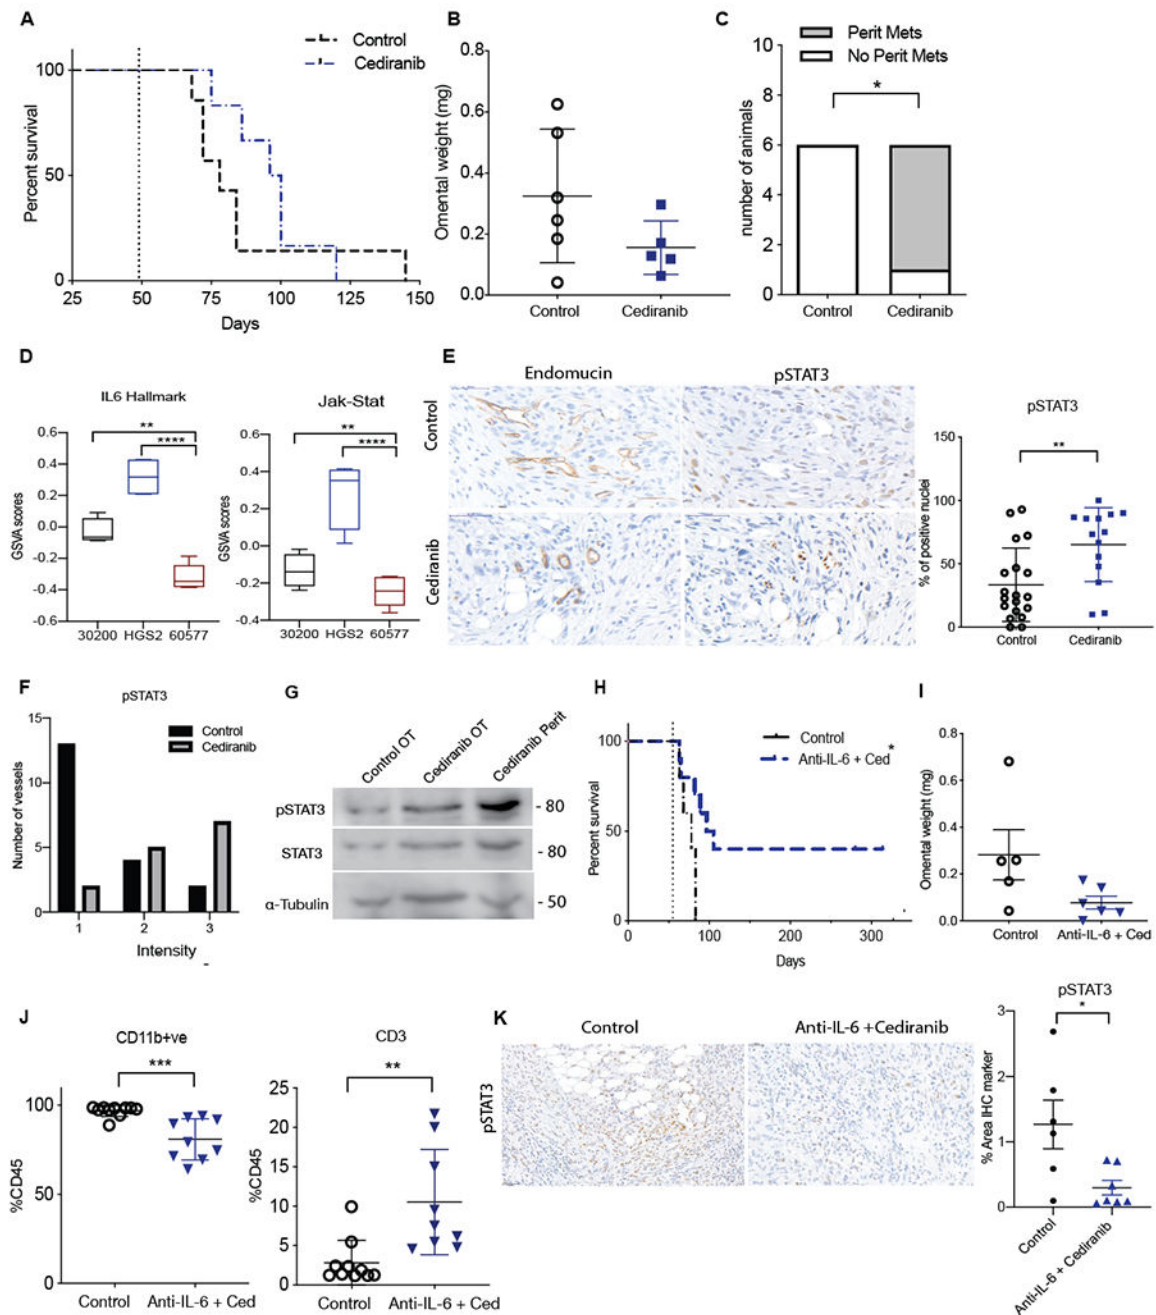 A
Control
Cediranib
Percent survival
100
50
0
25
50
75
100
125
150
Days
B
Omental weight (mg)
0.8
0.6
0.4
0.2
0.0
Control
Cediranib
C
Perit Mets
No Perit Mets
number of animals
10
8
6
4
2
0
*
Control
Cediranib
D
IL6 Hallmark
GSVA scores
0.6
0.4
0.2
0.0
-0.2
-0.4
-0.6
**
****
30200 HGS2 60577
Jak-Stat
GSVA scores
0.6
0.4
0.2
0.0
-0.2
-0.4
**
****
30200 HGS2 60577
E
Endomucin
pSTAT3
Control
Cediranib
pSTAT3
% of positive nuclei
150
100
50
0
**
Control
Cediranib
F
pSTAT3
Control
Cediranib
Number of vessels
15
10
5
0
1
2
3
Intensity
G
Control OT
Cediranib OT
Cediranib Perit
pSTAT3
- 80
STAT3
- 80
α-Tubulin
- 50
H
Control
Anti-IL-6 + Ced
*
Percent survival
100
50
0
0
100
200
300
Days
I
Omental weight (mg)
0.8
0.6
0.4
0.2
0.0
Control
Anti-IL-6 + Ced
J
CD11b+ve
***
%CD45
100
50
0
Control
Anti-IL-6 + Ced
CD3
**
%CD45
25
20
15
10
5
0
Control
Anti-IL-6 + Ced
K
Control
Anti-IL-6 +Cediranib
pSTAT3
pSTAT3
*
% Area IHC marker
3
2
1
0
Control
Anti-IL-6 + Cediranib